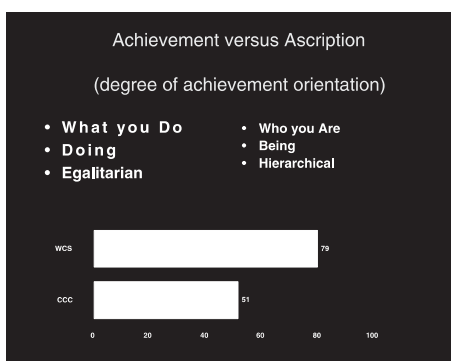 Achievement versus Ascription
(degree of achievement orientation)
• What you Do
• Doing
• Egalitarian
• Who you Are
• Being
• Hierarchical
WCS 79
CCC 51
0 20 40 60 80 100